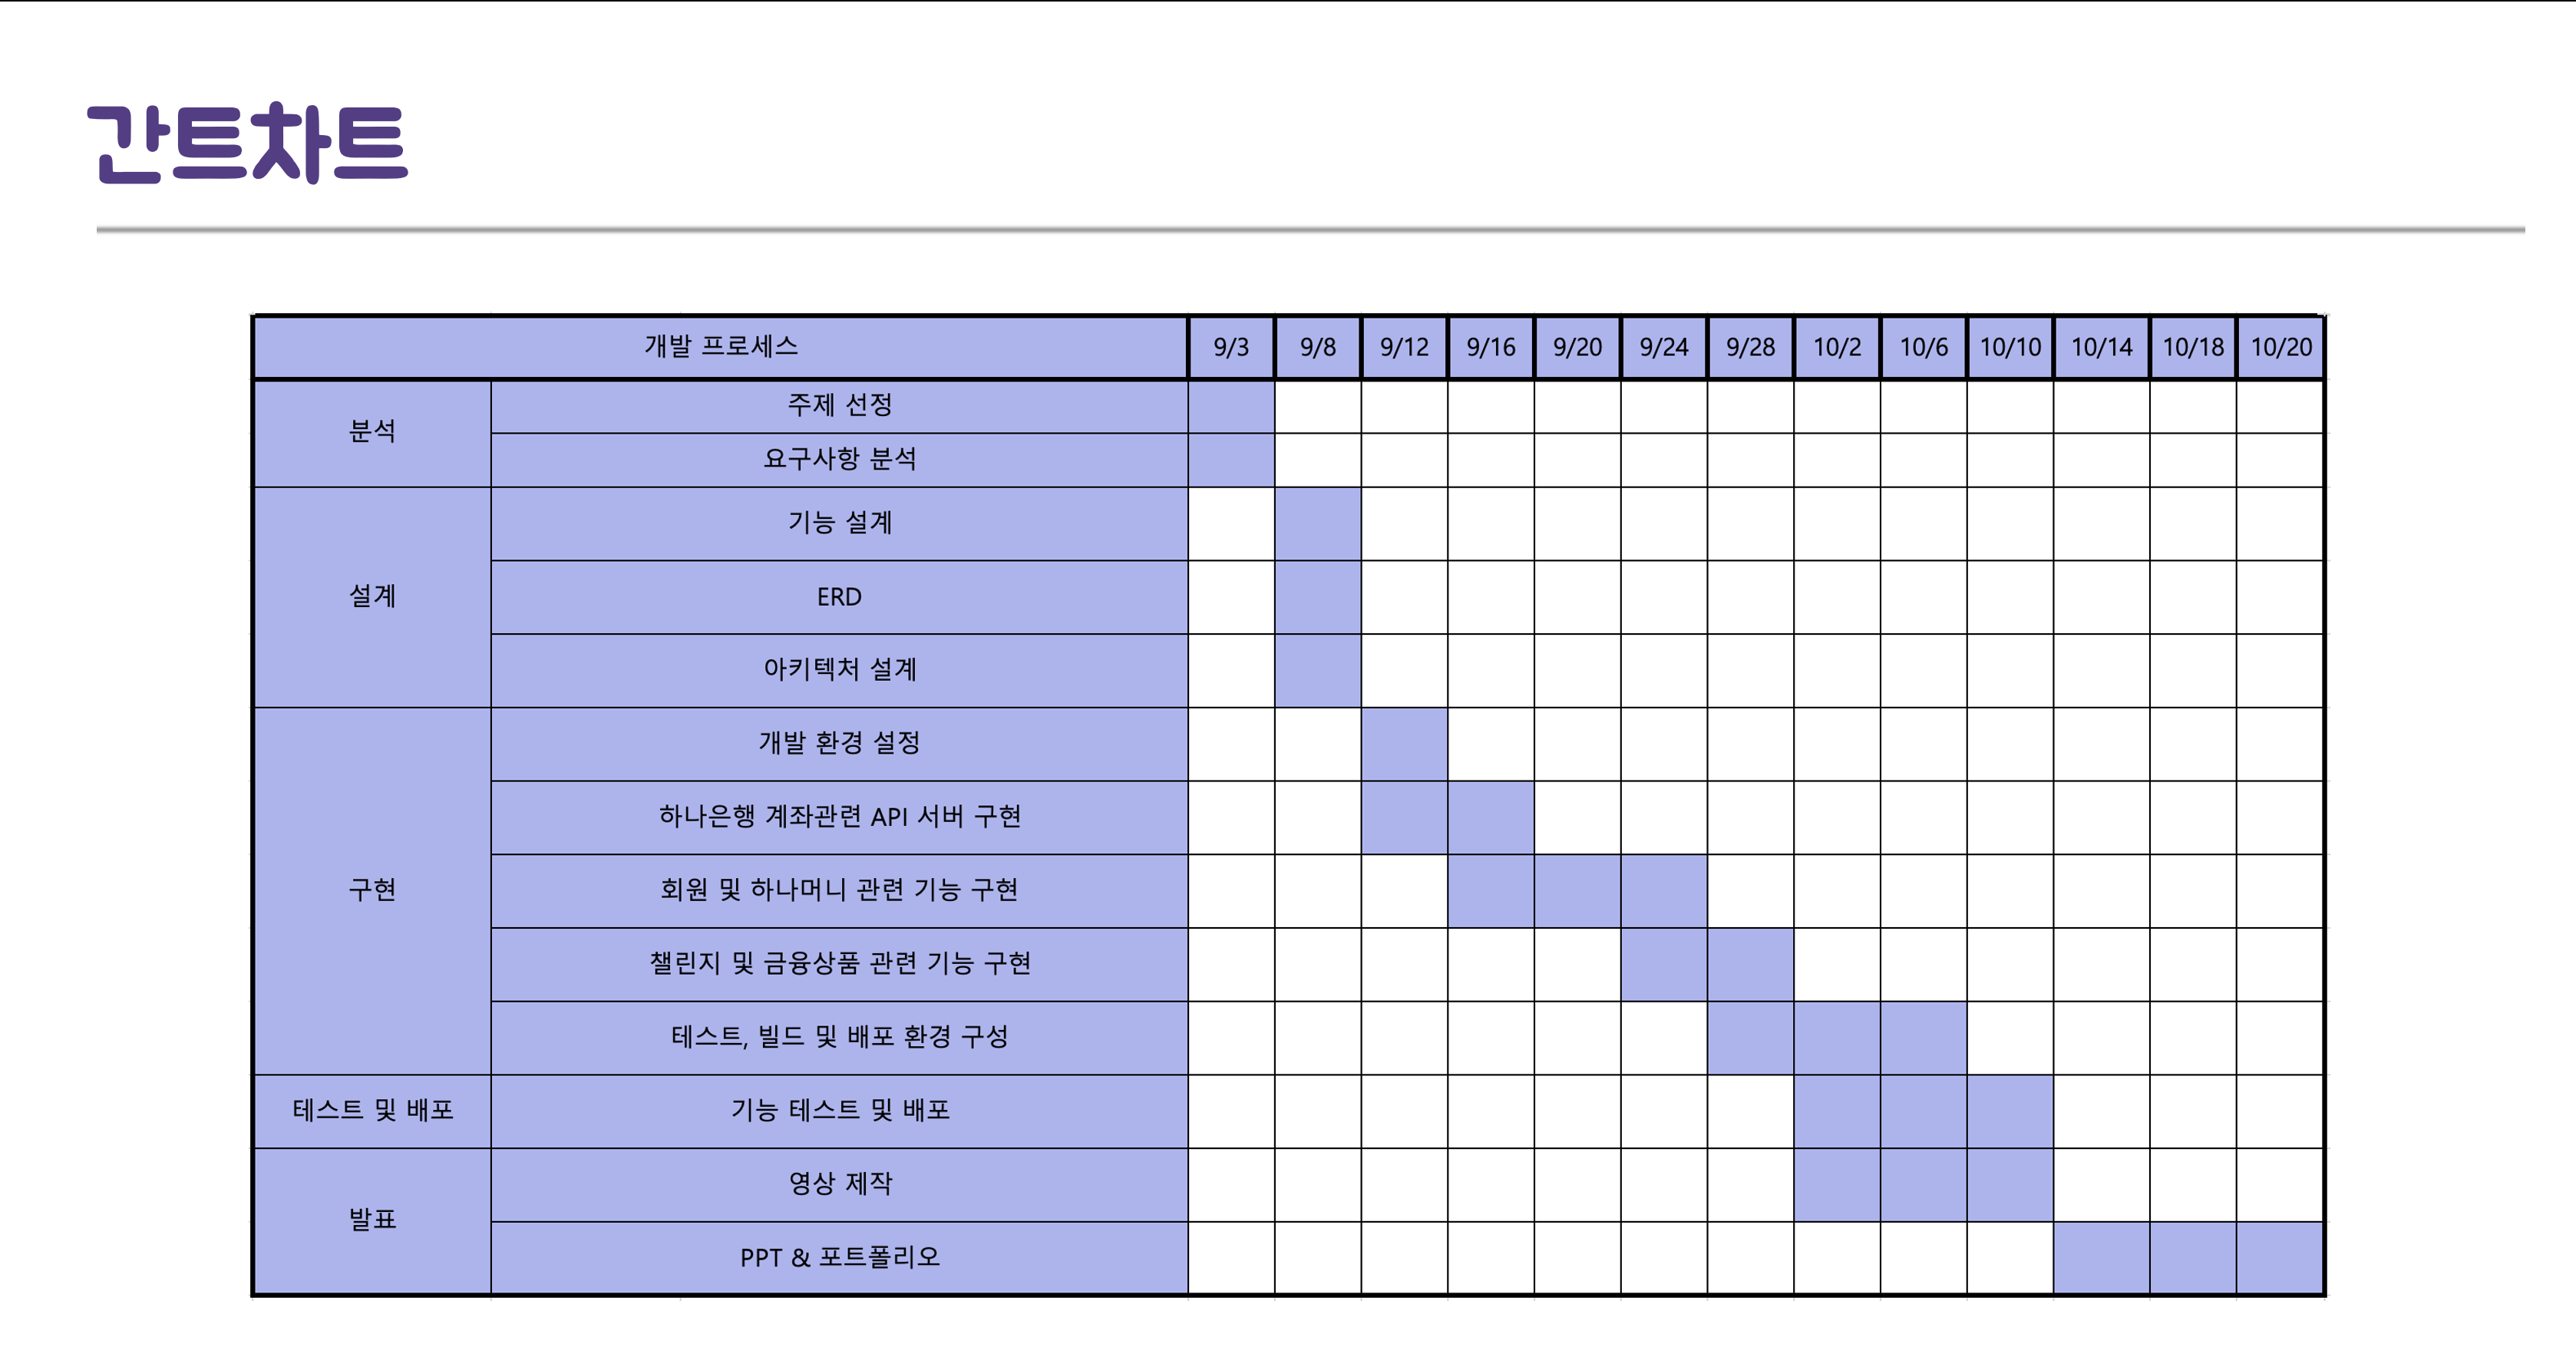 간트차트
개발 프로세스 9/3 9/8 9/12 9/16 9/20 9/24 9/28 10/2 10/6 10/10 10/14 10/18 10/20
분석
주제 선정
요구사항 분석
설계
기능 설계
ERD
아키텍처 설계
구현
개발 환경 설정
하나은행 계좌관련 API 서버 구현
회원 및 하나머니 관련 기능 구현
챌린지 및 금융상품 관련 기능 구현
테스트, 빌드 및 배포 환경 구성
테스트 및 배포
기능 테스트 및 배포
발표
영상 제작
PPT & 포트폴리오